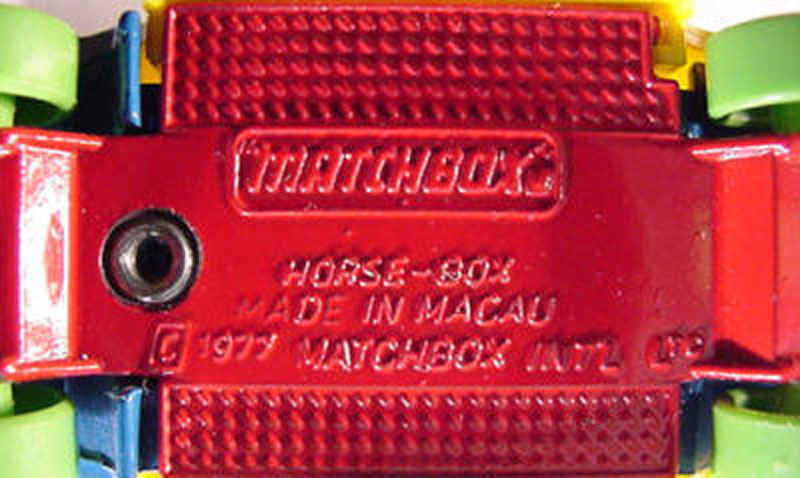 "MATCHBOX"
HORSE-BOX
MADE IN MACAU
© 1977 MATCHBOX INT'L LTD